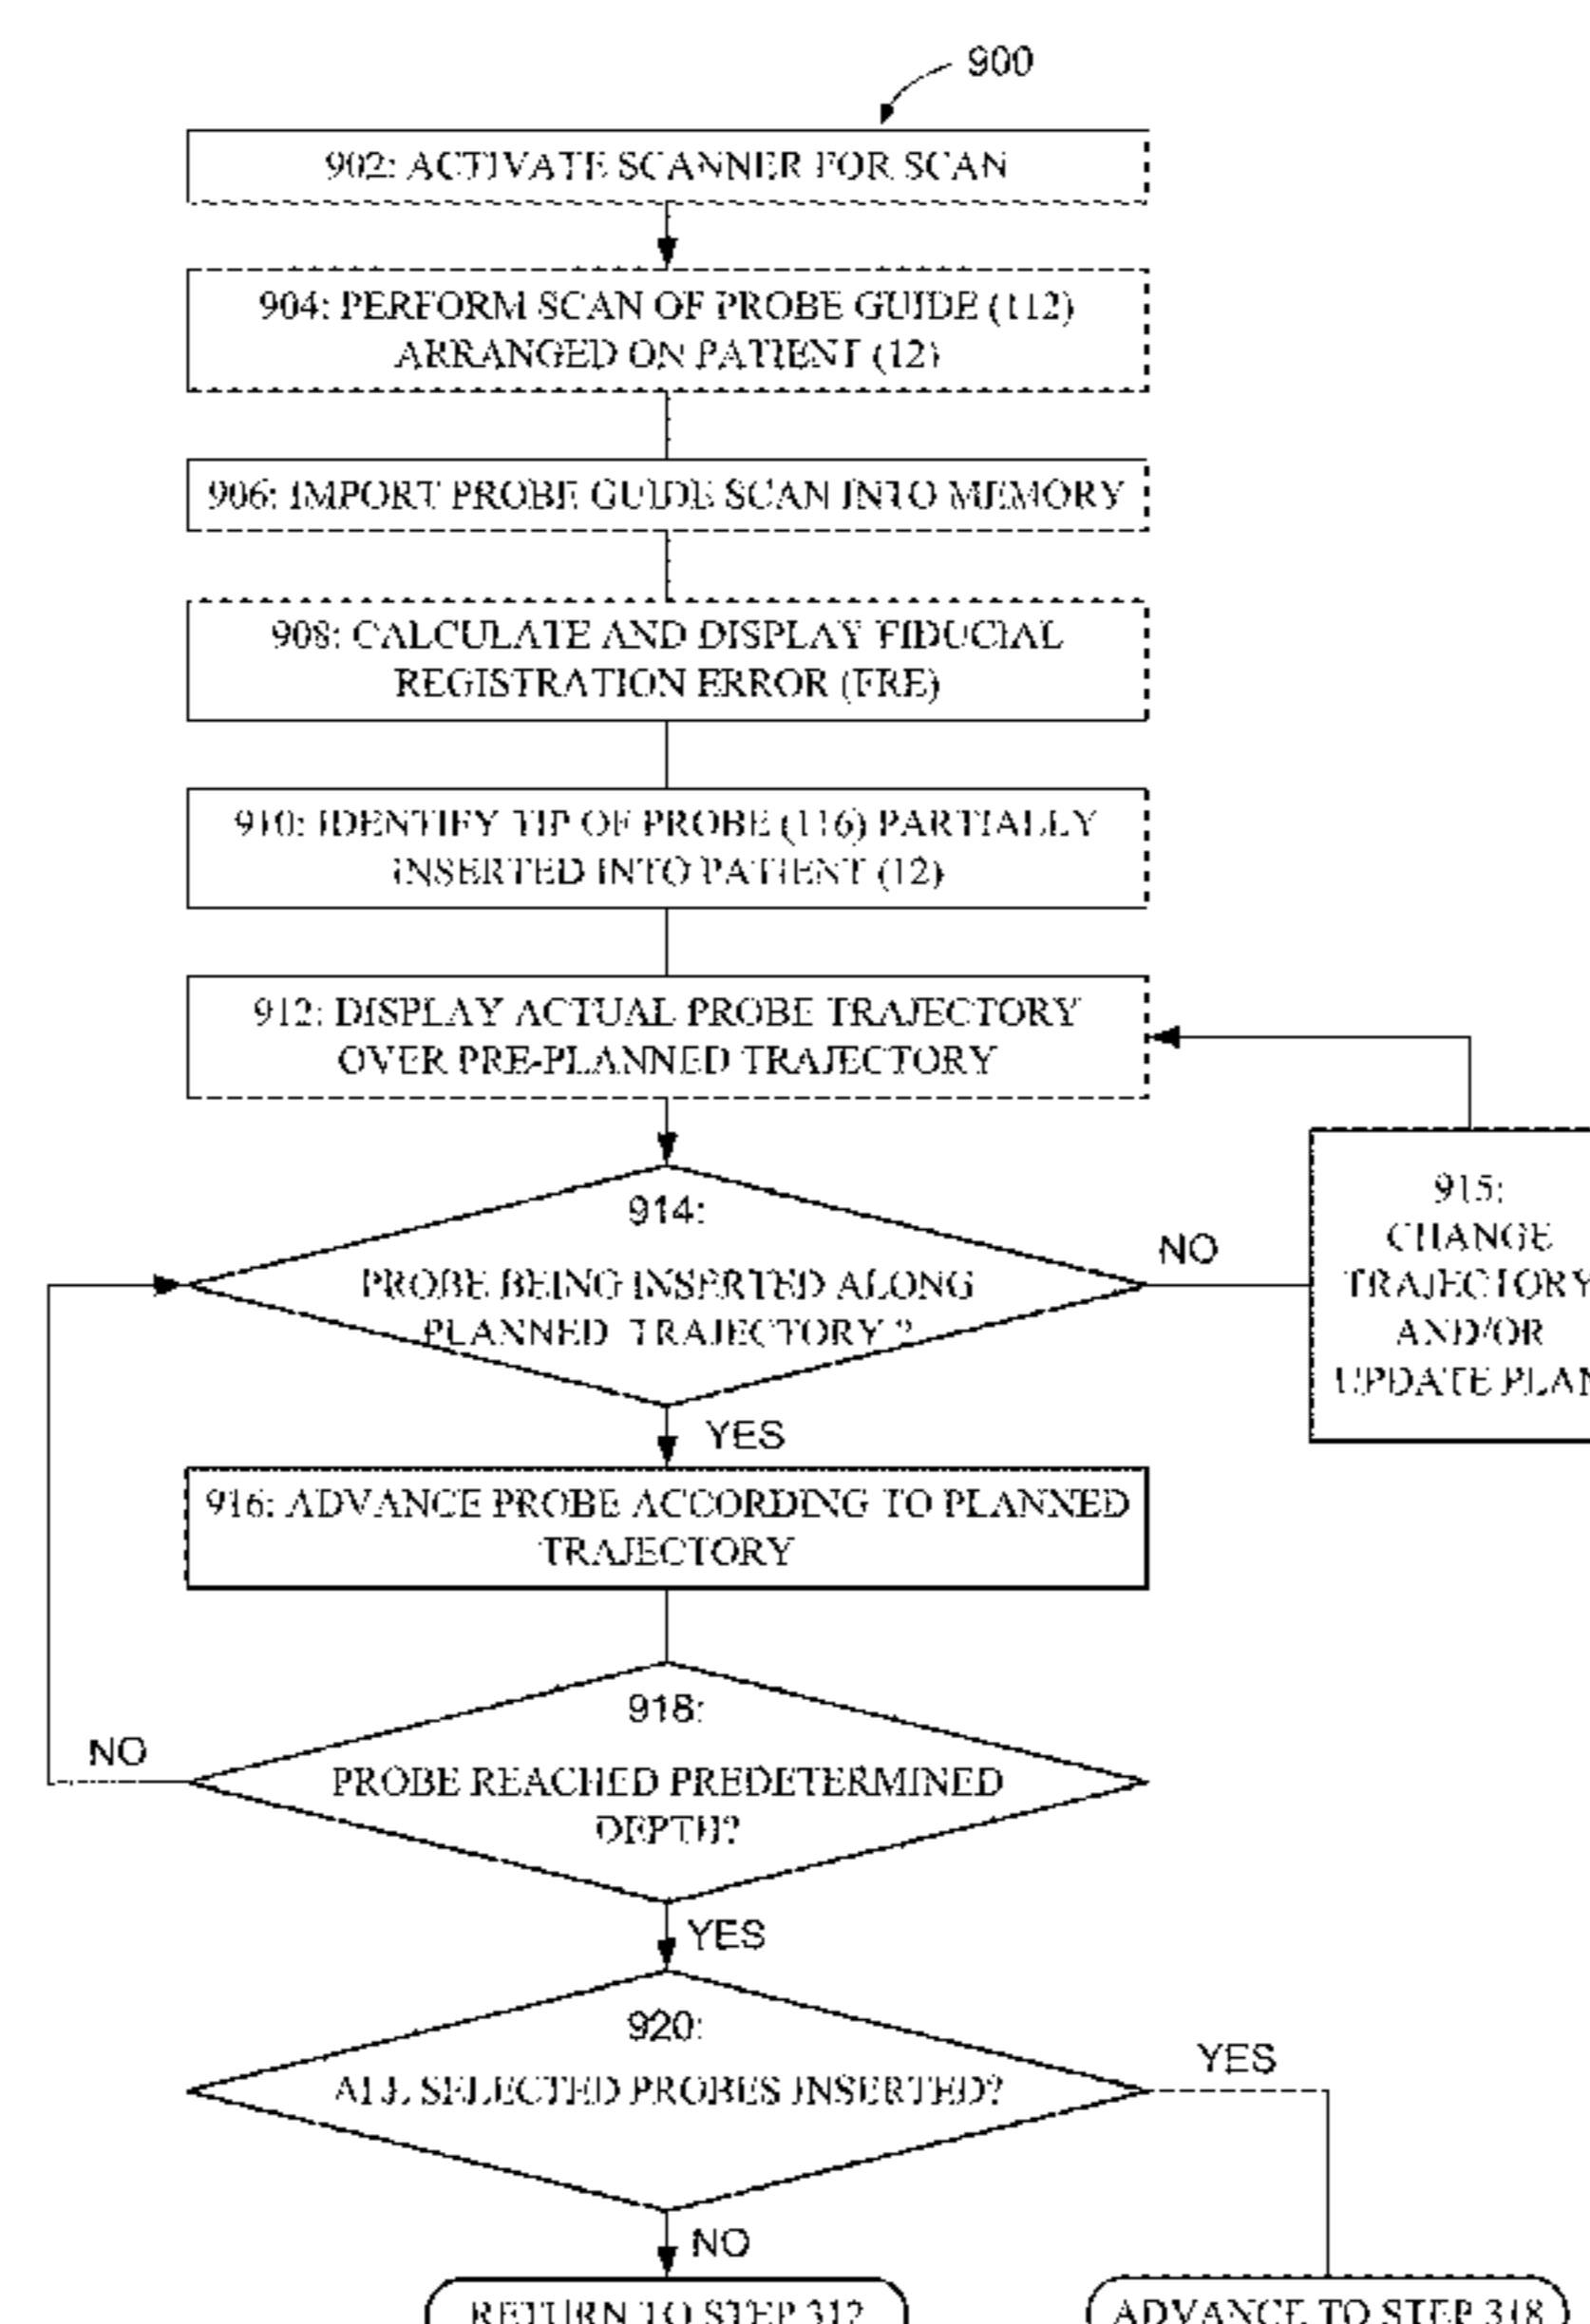 900
902: ACTIVATE SCANNER FOR SCAN
904: PERFORM SCAN OF PROBE GUIDE (112)
ARRANGED ON PATIENT (12)
906: IMPORT PROBE GUIDE SCAN INTO MEMORY
908: CALCULATE AND DISPLAY FIDUCIAL
REGISTRATION ERROR (FRE)
910: IDENTIFY TIP OF PROBE (116) PARTIALLY
INSERTED INTO PATIENT (12)
912: DISPLAY ACTUAL PROBE TRAJECTORY
OVER PRE-PLANNED TRAJECTORY
914:
PROBE BEING INSERTED ALONG
PLANNED TRAJECTORY?
NO
915:
CHANGE
TRAJECTORY
AND/OR
UPDATE PLAN
YES
916: ADVANCE PROBE ACCORDING TO PLANNED
TRAJECTORY
918:
PROBE REACHED PREDETERMINED
DEPTH?
NO
YES
920:
ALL SELECTED PROBES INSERTED?
YES
NO
RETURN TO STEP 312
ADVANCE TO STEP 318